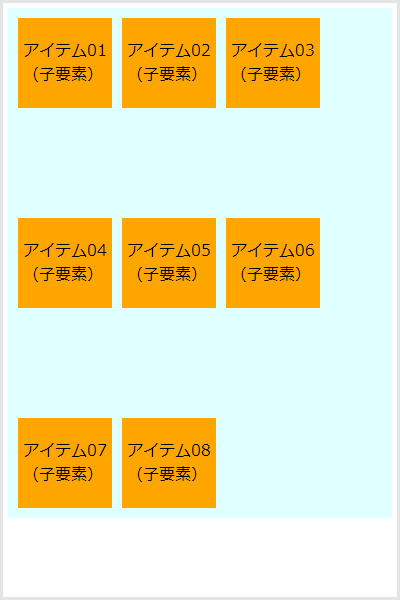 アイテム01
（子要素）
アイテム02
（子要素）
アイテム03
（子要素）
アイテム04
（子要素）
アイテム05
（子要素）
アイテム06
（子要素）
アイテム07
（子要素）
アイテム08
（子要素）